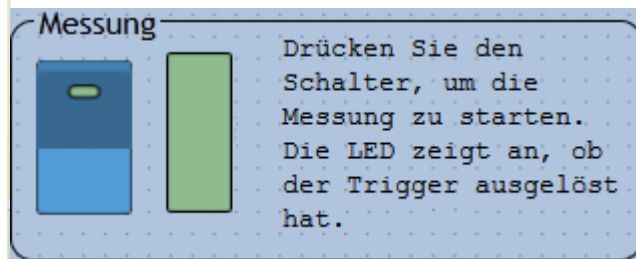 Messung
Drücken Sie den
Schalter, um die
Messung zu starten.
Die LED zeigt an, ob
der Trigger ausgelöst
hat.